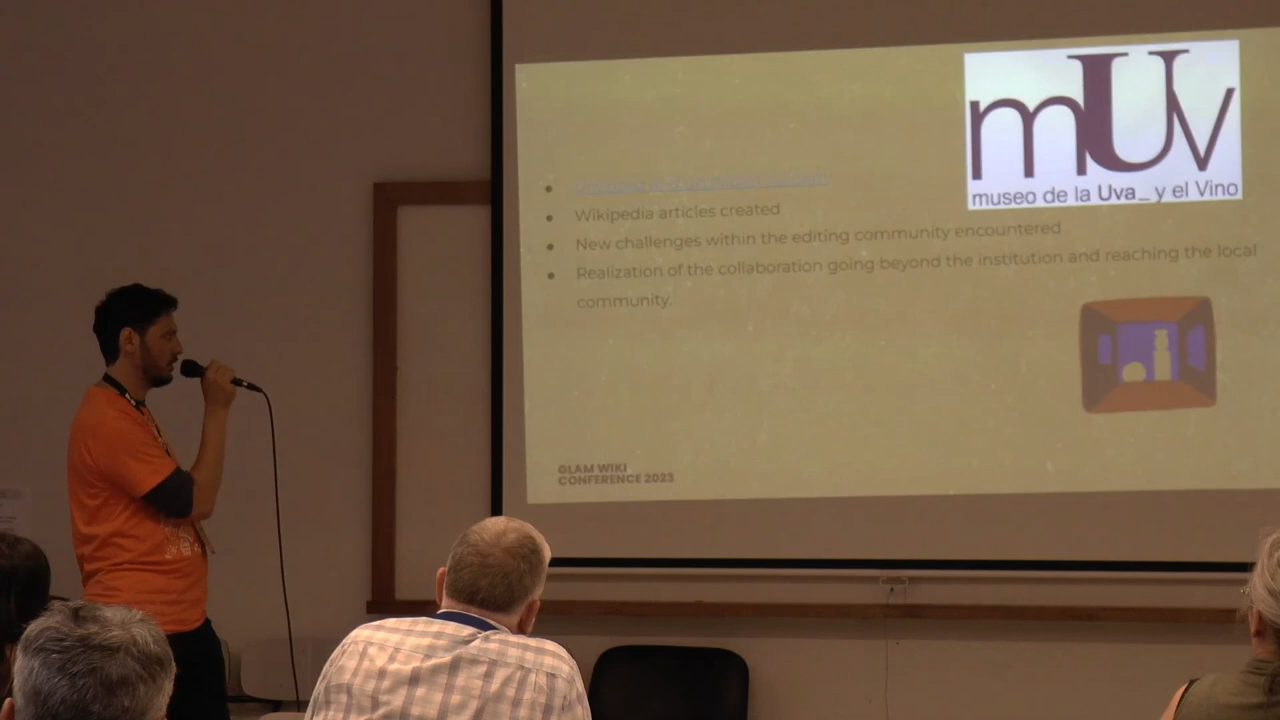 mUv
museo de la Uva_ y el Vino
Wikipedia articles created
New challenges within the editing community encountered
Realization of the collaboration going beyond the institution and reaching the local
community.
GLAM WIKI
CONFERENCE 2023